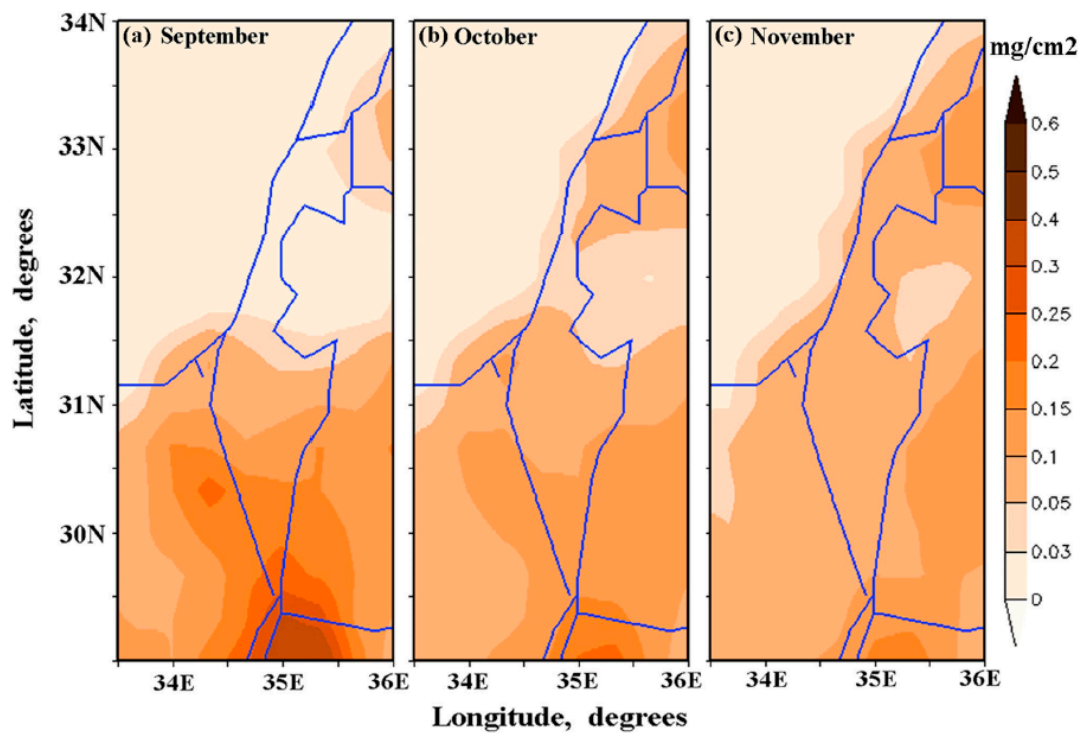 (a) September
(b) October
(c) November
mg/cm2
34N
33N
32N
31N
30N
Latitude, degrees
0.6
0.5
0.4
0.3
0.2
0.15
0.1
0.05
0.03
0
34E 35E 36E
34E 35E 36E
34E 35E 36E
Longitude, degrees